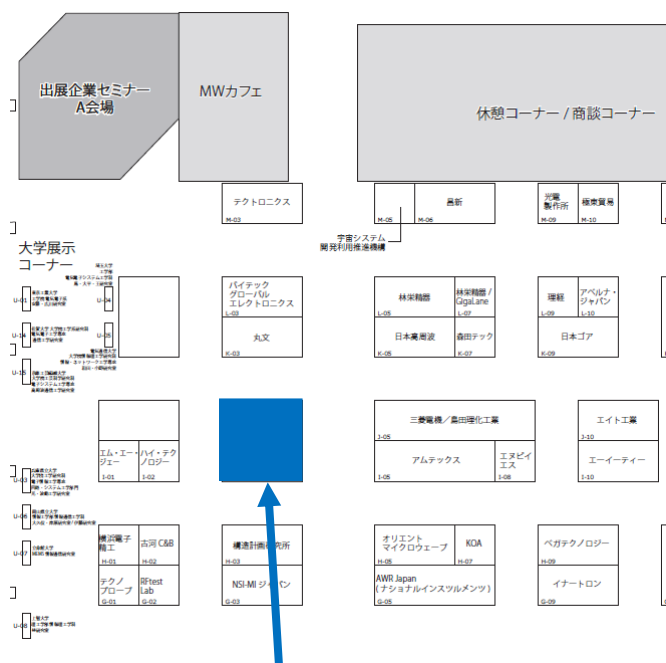 出展企業セミナー
A会場
MWカフェ
休憩コーナー / 商談コーナー
テクトロニクス
M-03
M-05
昌新
M-06
光電
製作所
M-09
極東貿易
M-10
宇宙システム
開発利用推進機構
大学展示
コーナー
U-01
U-04
U-14
U-05
U-15
U-03
U-06
U-07
U-08
バイテック
グローバル
エレクトロニクス
L-03
丸文
K-03
林栄精器
L-05
林栄精器 /
GigaLane
L-07
理経
L-09
アペルナ・
ジャパン
L-10
日本高周波
K-05
森田テック
K-07
日本ゴア
K-09
三菱電機／島田理化工業
J-05
エイト工業
J-10
エム・エー・
ジェー
I-01
ハイ・テク
ノロジー
I-02
アムテックス
I-05
エヌピイ
エス
I-08
エーイーティー
I-10
横浜電子
精工
H-01
古河 C&B
H-02
構造計画研究所
H-03
オリエント
マイクロウェーブ
H-05
KOA
H-07
ベガテクノロジー
H-09
テクノ
プローブ
G-01
RFtest
Lab
G-02
NSI-MI ジャパン
G-03
AWR Japan
( ナショナルインスツルメンツ )
G-05
イナートロン
G-09